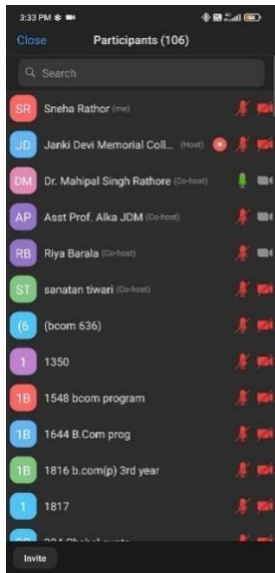 3:33 PM
Close Participants (106)
Search
SR Sneha Rathor (me)
JD Janki Devi Memorial Coll... (Host)
DM Dr. Mahipal Singh Rathore (Co-host)
AP Asst Prof. Alka JDM (Co-host)
RB Riya Barala (Co-host)
ST sanatan tiwari (Co-host)
(6 (bcom 636)
1 1350
1B 1548 bcom program
1B 1644 B.Com prog
1B 1816 b.com(p) 3rd year
1 1817
Invite